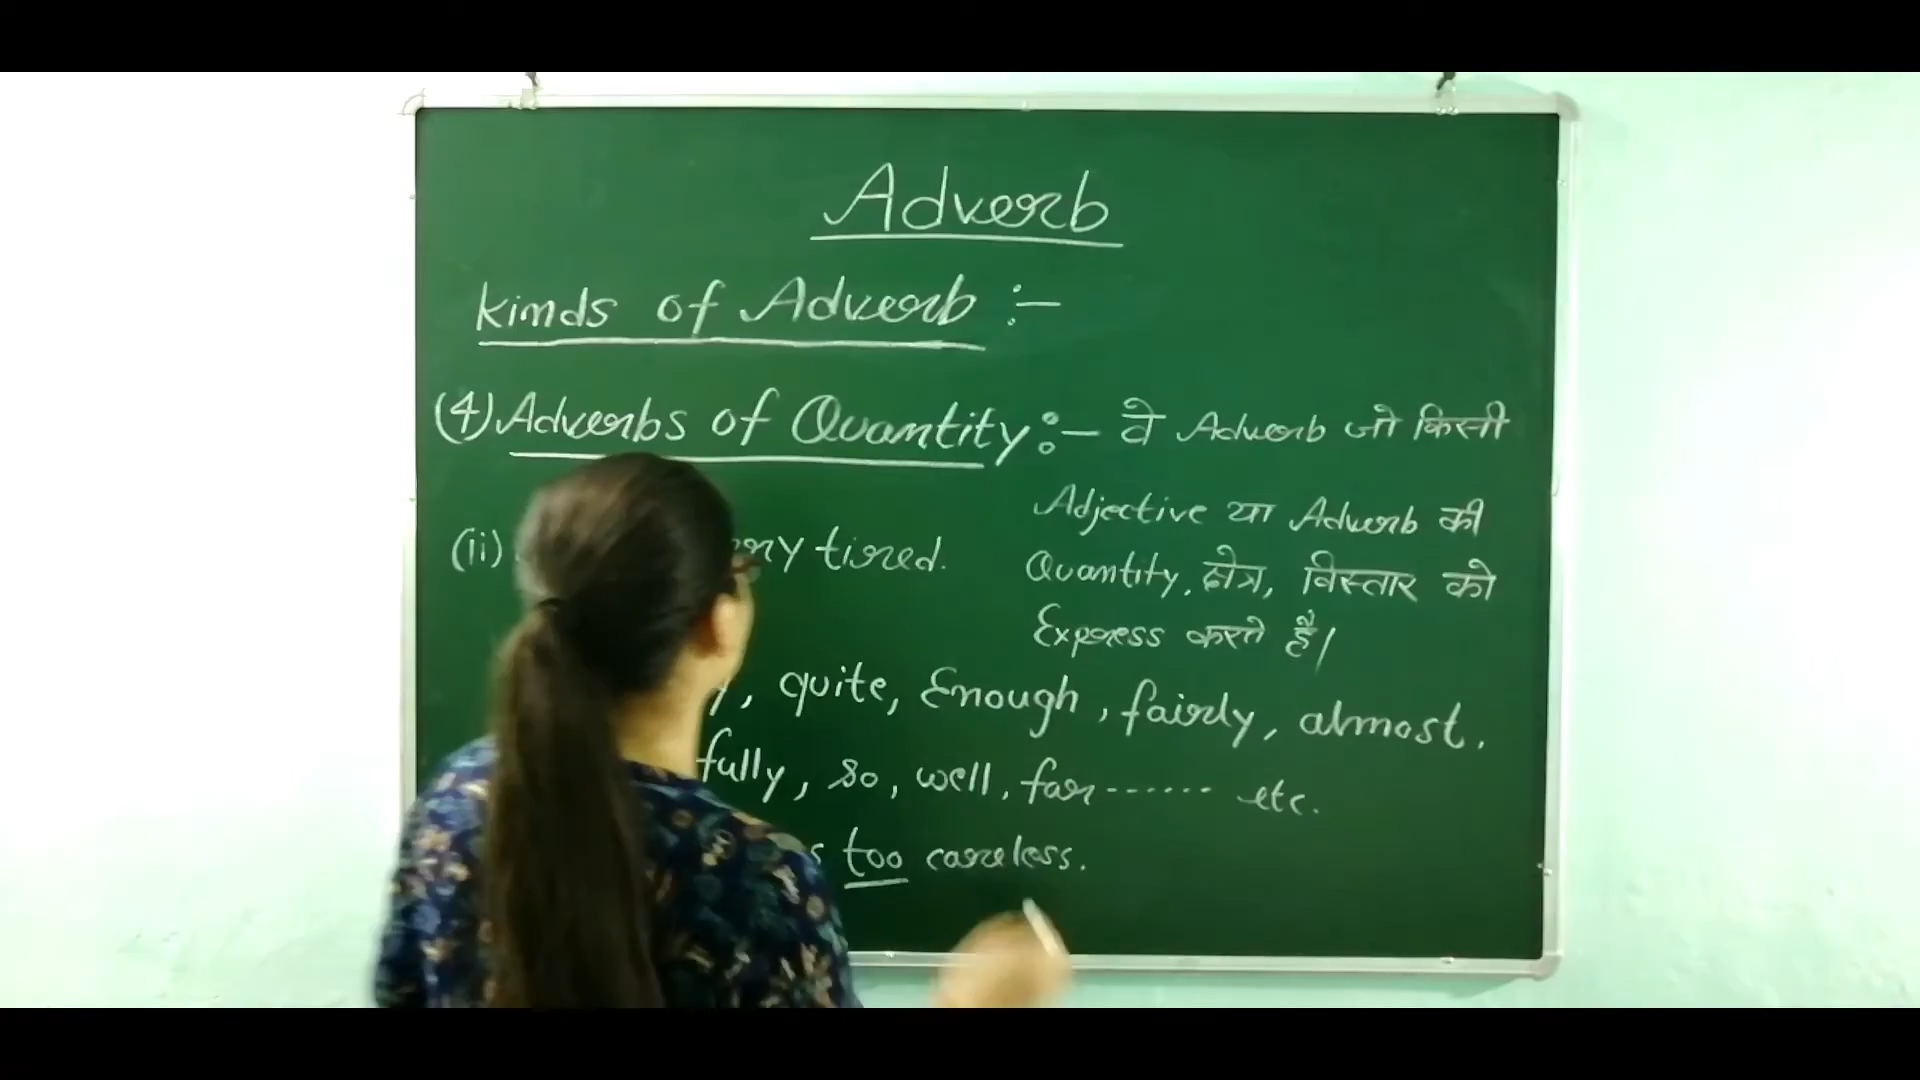 Adverb
Kinds of Adverb :-
(4) Adverbs of Quantity :- वे Adverb जो किसी
Adjective या Adverb की
Quantity, क्षेत्र, विस्तार को
Express करते हैं।
(ii) tired.
quite, Enough, fairly, almost.
fully, so, well, far ...... etc.
too careless.